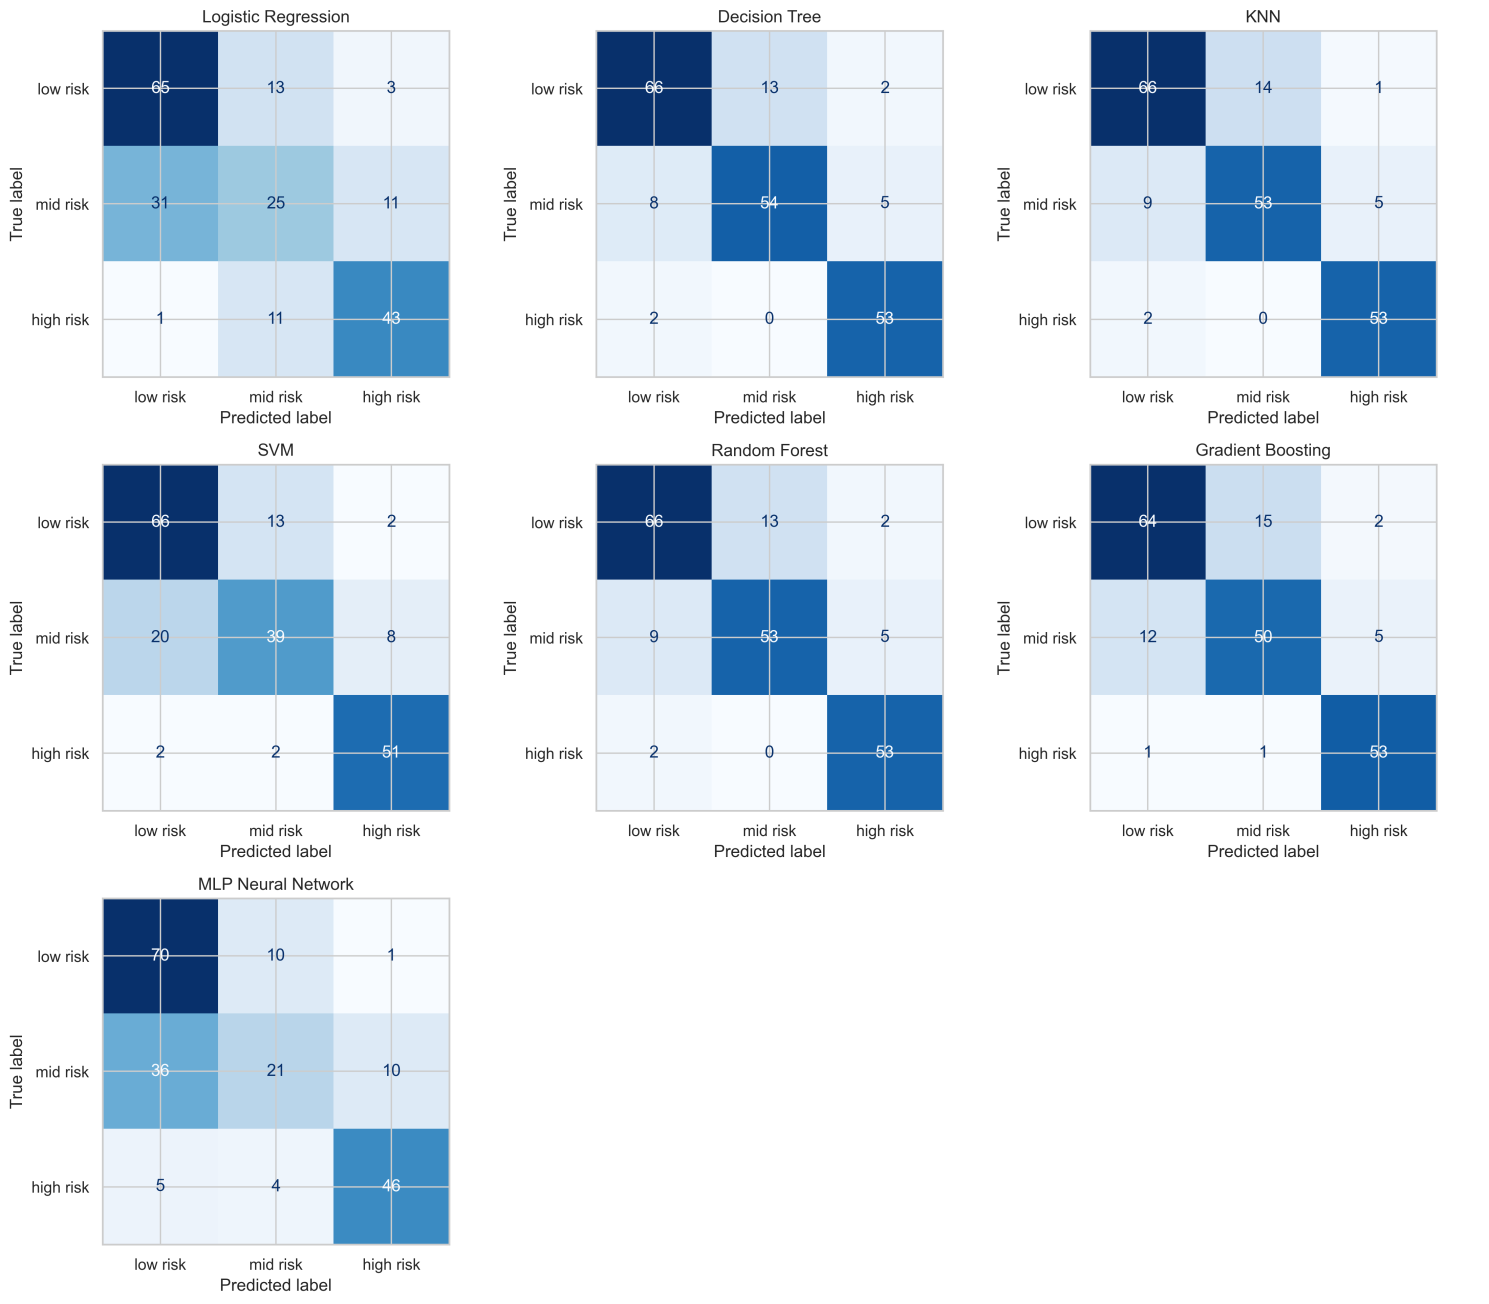 Logistic Regression
True label
low risk
65 13 3
mid risk
31 25 11
high risk
1 11 43
low risk mid risk high risk
Predicted label
Decision Tree
True label
low risk
66 13 2
mid risk
8 54 5
high risk
2 0 53
low risk mid risk high risk
Predicted label
KNN
True label
low risk
66 14 1
mid risk
9 53 5
high risk
2 0 53
low risk mid risk high risk
Predicted label
SVM
True label
low risk
66 13 2
mid risk
20 39 8
high risk
2 2 51
low risk mid risk high risk
Predicted label
Random Forest
True label
low risk
66 13 2
mid risk
9 53 5
high risk
2 0 53
low risk mid risk high risk
Predicted label
Gradient Boosting
True label
low risk
64 15 2
mid risk
12 50 5
high risk
1 1 53
low risk mid risk high risk
Predicted label
MLP Neural Network
True label
low risk
70 10 1
mid risk
36 21 10
high risk
5 4 46
low risk mid risk high risk
Predicted label